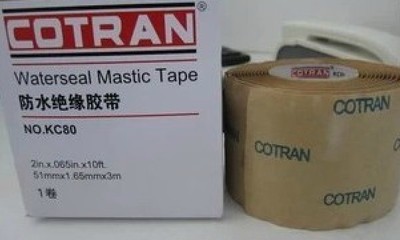 COTRAN
Waterseal Mastic Tape
防水绝缘胶带
NO.KC80
2in.x.065in.x10ft.
51mmx1.65mmx3m
1卷
COTRAN
COTRAN
COTRAN
COTRAN